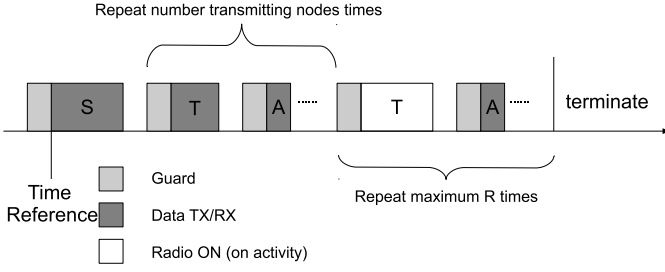 Repeat number transmitting nodes times
S
T
A
T
A
terminate
Time
Reference
Repeat maximum R times
Guard
Data TX/RX
Radio ON (on activity)